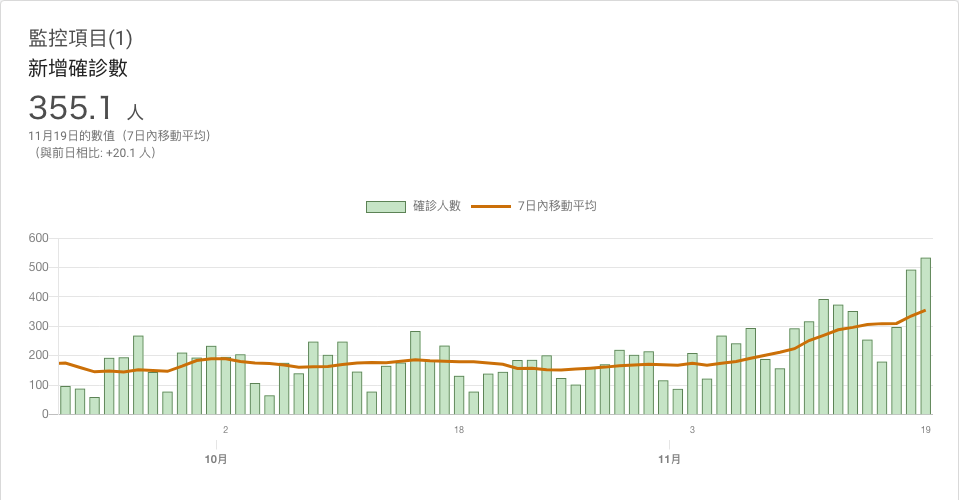 監控項目(1)
新增確診數
355.1 人
11月19日的數值（7日內移動平均）
（與前日相比: +20.1 人）
確診人數 7日內移動平均
600
500
400
300
200
100
0
2 18 3 19
10月 11月